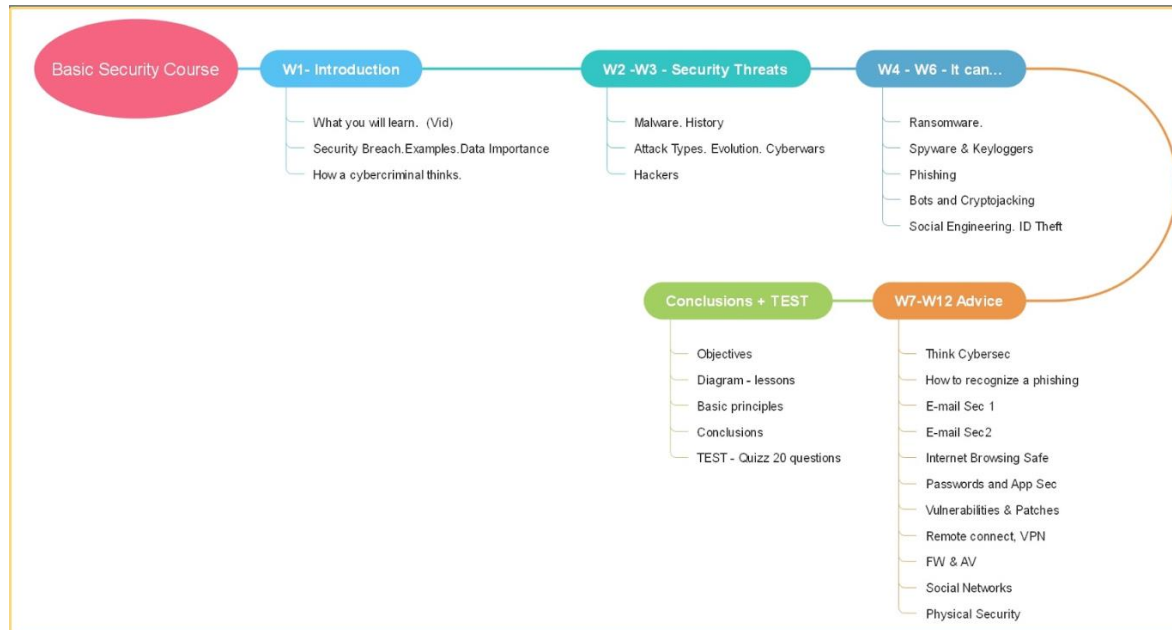 Basic Security Course
W1- Introduction
What you will learn. (Vid)
Security Breach.Examples.Data Importance
How a cybercriminal thinks.
W2 -W3 - Security Threats
Malware. History
Attack Types. Evolution. Cyberwars
Hackers
W4 - W6 - It can...
Ransomware.
Spyware & Keyloggers
Phishing
Bots and Cryptojacking
Social Engineering. ID Theft
W7-W12 Advice
Think Cybersec
How to recognize a phishing
E-mail Sec 1
E-mail Sec2
Internet Browsing Safe
Passwords and App Sec
Vulnerabilities & Patches
Remote connect, VPN
FW & AV
Social Networks
Physical Security
Conclusions + TEST
Objectives
Diagram - lessons
Basic principles
Conclusions
TEST - Quizz 20 questions